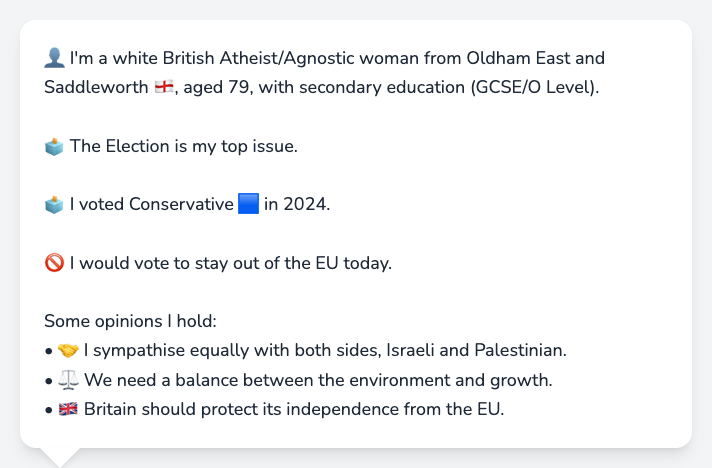 👤 I'm a white British Atheist/Agnostic woman from Oldham East and
Saddleworth 🏴󠁧󠁢󠁥󠁮󠁧󠁿, aged 79, with secondary education (GCSE/O Level).
🗳️ The Election is my top issue.
🗳️ I voted Conservative 🟦 in 2024.
🚫 I would vote to stay out of the EU today.
Some opinions I hold:
• 🤝 I sympathise equally with both sides, Israeli and Palestinian.
• ⚖️ We need a balance between the environment and growth.
• 🇬🇧 Britain should protect its independence from the EU.